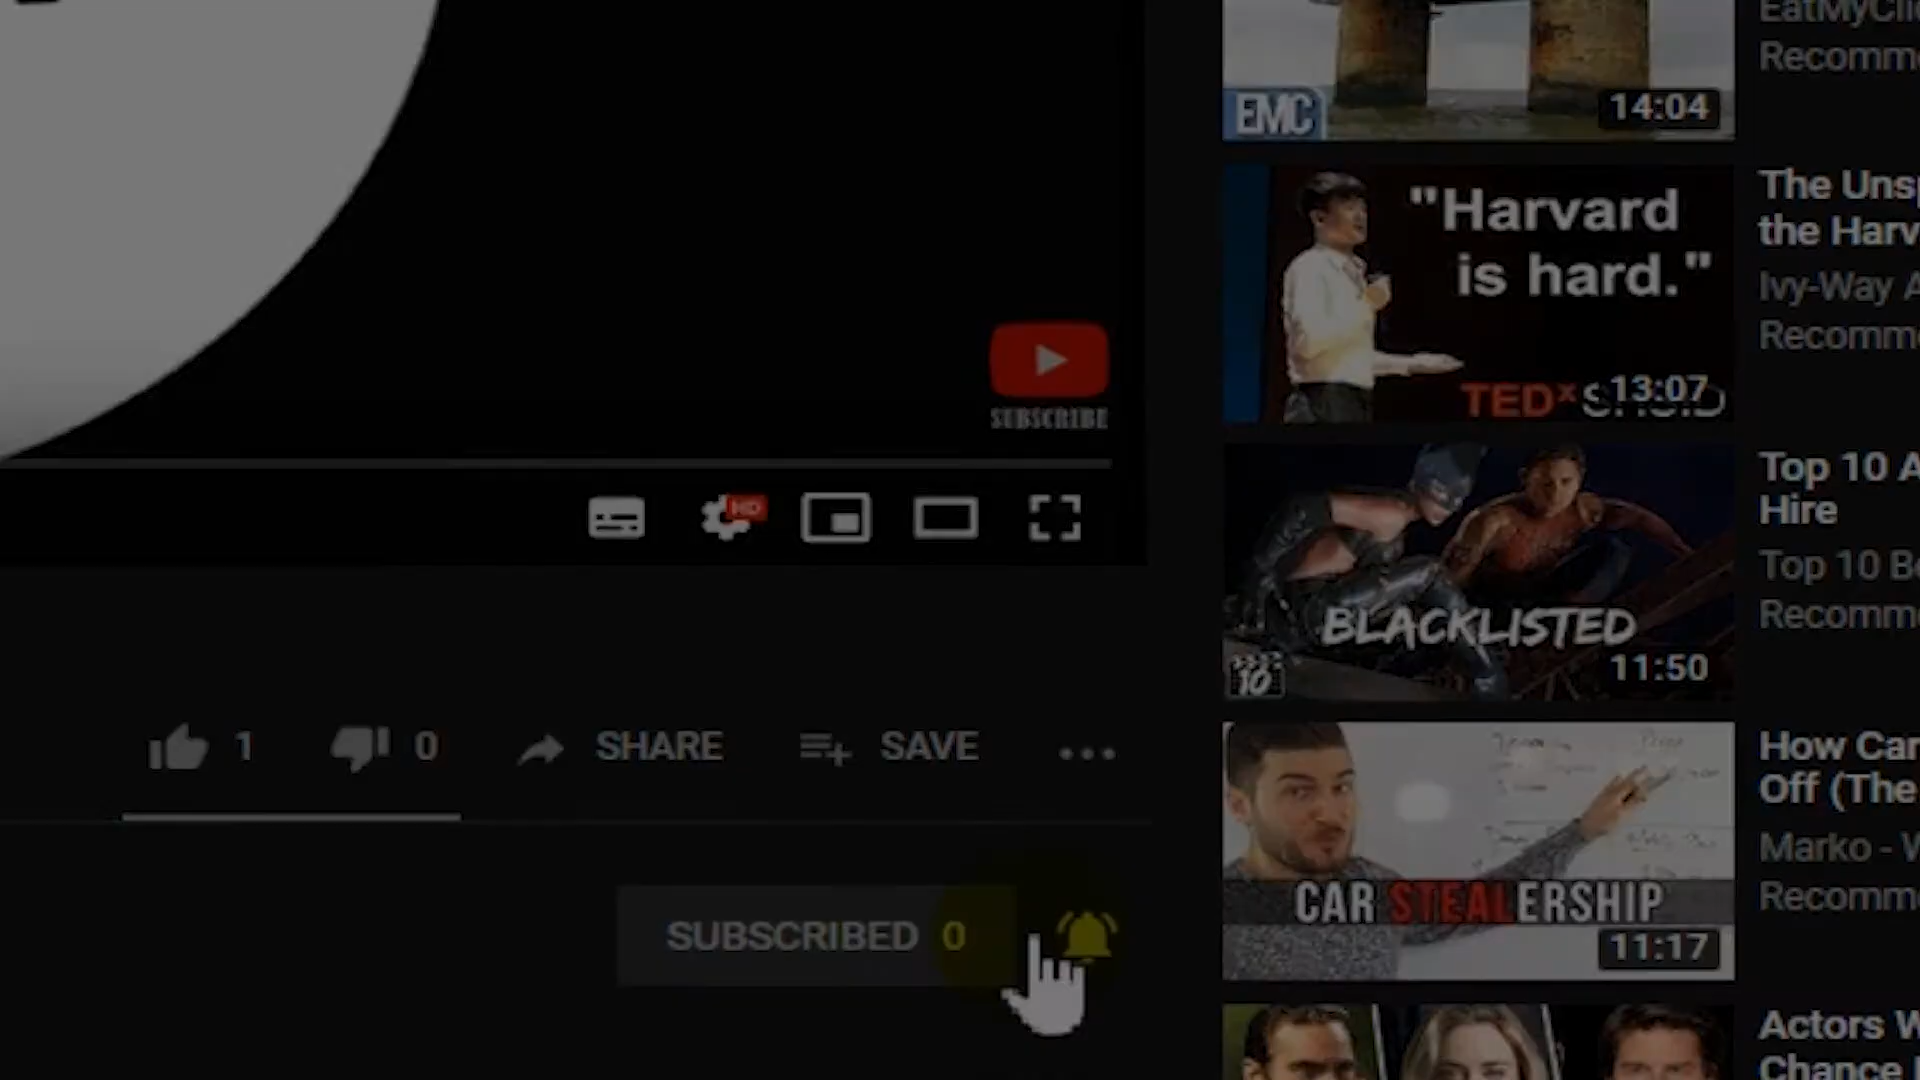 SUBSCRIBE
HD
1
0
SHARE
SAVE
SUBSCRIBED 0
EMC
14:04
Recomm
"Harvard
is hard."
TEDx
13:07
The Uns
the Harv
Ivy-Way A
Recomm
BLACKLISTED
10
11:50
Top 10 A
Hire
Top 10 B
Recomm
CAR STEALERSHIP
11:17
How Car
Off (The
Marko - W
Recomm
Actors W
Chance